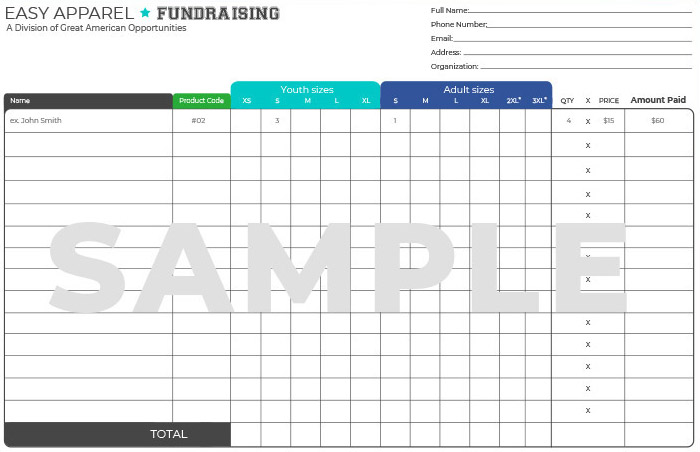 EASY APPAREL ★ FUNDRAISING
A Division of Great American Opportunities
Full Name:
Phone Number:
Email:
Address:
Organization:
Youth sizes Adult sizes
Name Product Code XS S M L XL S M L XL 2XL* 3XL* QTY X PRICE Amount Paid
ex. John Smith #02 3 1 4 X $15 $60
X
X
X
X
X
X
X
X
X
X
X
SAMPLE
TOTAL